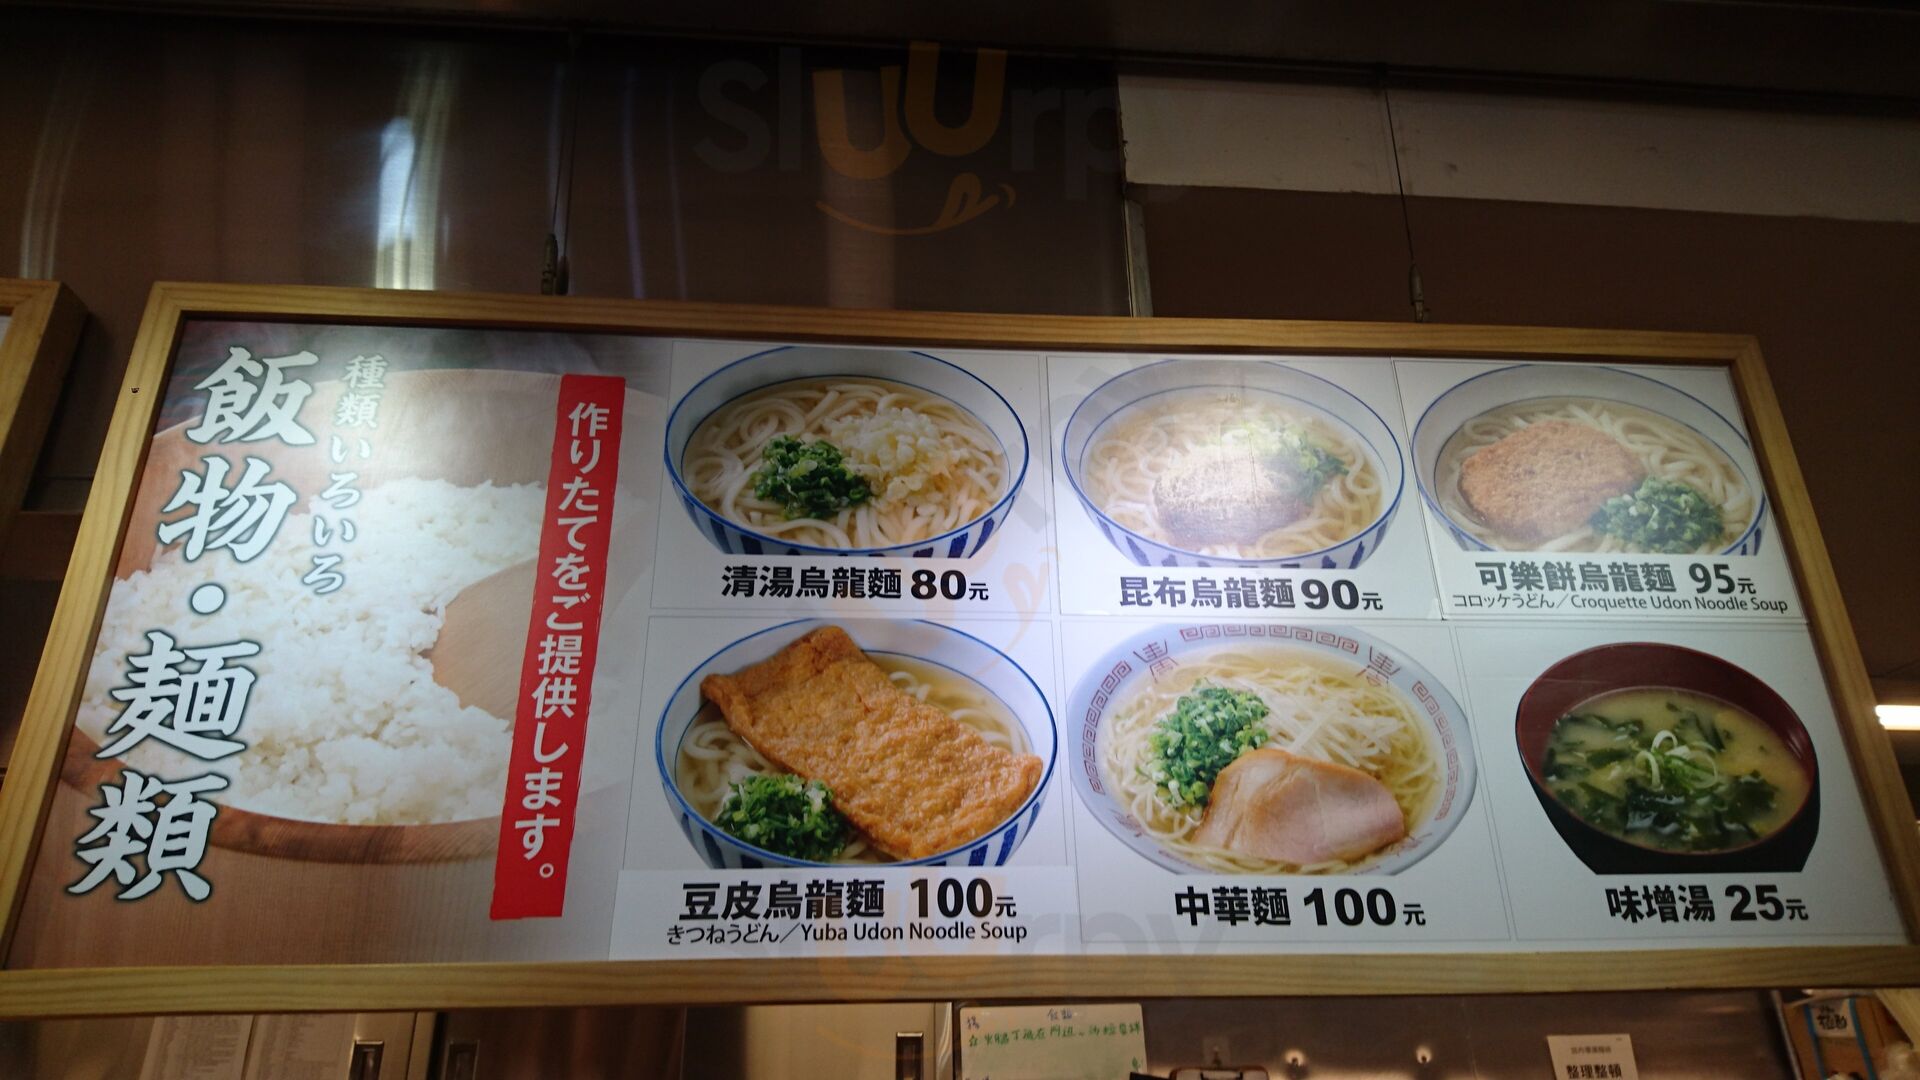 Sluurpy
飯物・麺類
種類いろいろ
作りたてをご提供します。
清湯烏龍麵 80元
昆布烏龍麵 90元
可樂餅烏龍麵 95元
コロッケうどん／Croquette Udon Noodle Soup
豆皮烏龍麵 100元
きつねうどん／Yuba Udon Noodle Soup
中華麵 100元
味增湯 25元
整理整頓